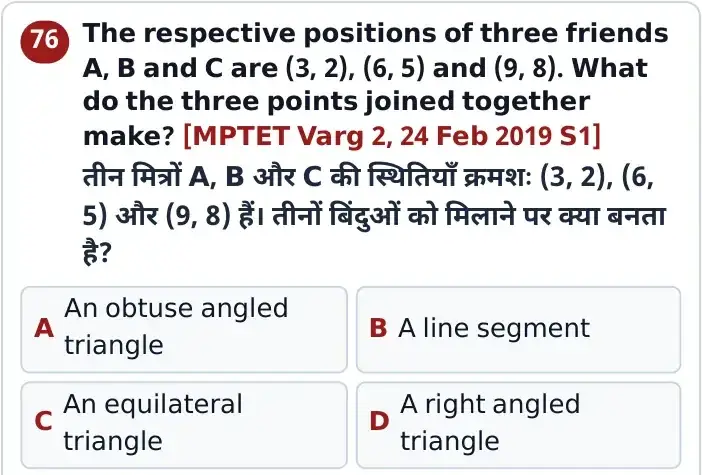 76 The respective positions of three friends
A, B and C are (3, 2), (6, 5) and (9, 8). What
do the three points joined together
make? [MPTET Varg 2, 24 Feb 2019 S1]
तीन मित्रों A, B और C की स्थितियाँ क्रमशः (3, 2), (6,
5) और (9, 8) हैं। तीनों बिंदुओं को मिलाने पर क्या बनता
है?
A An obtuse angled
triangle
B A line segment
C An equilateral
triangle
D A right angled
triangle